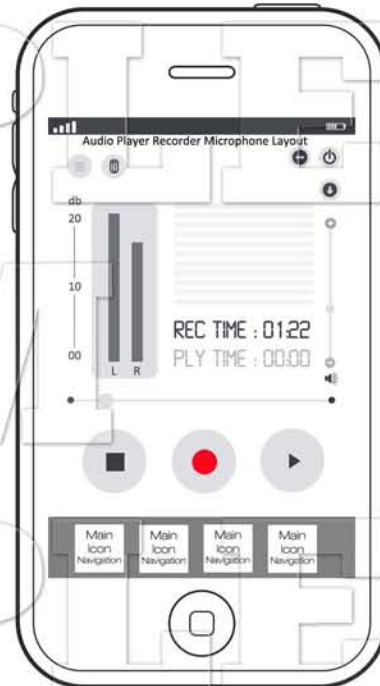 Audio Player Recorder Microphone Layout
db
20
10
00
L R
REC TIME : 01:22
PLY TIME : 00:00
Main Icon Navigation
Main Icon Navigation
Main Icon Navigation
Main Icon Navigation